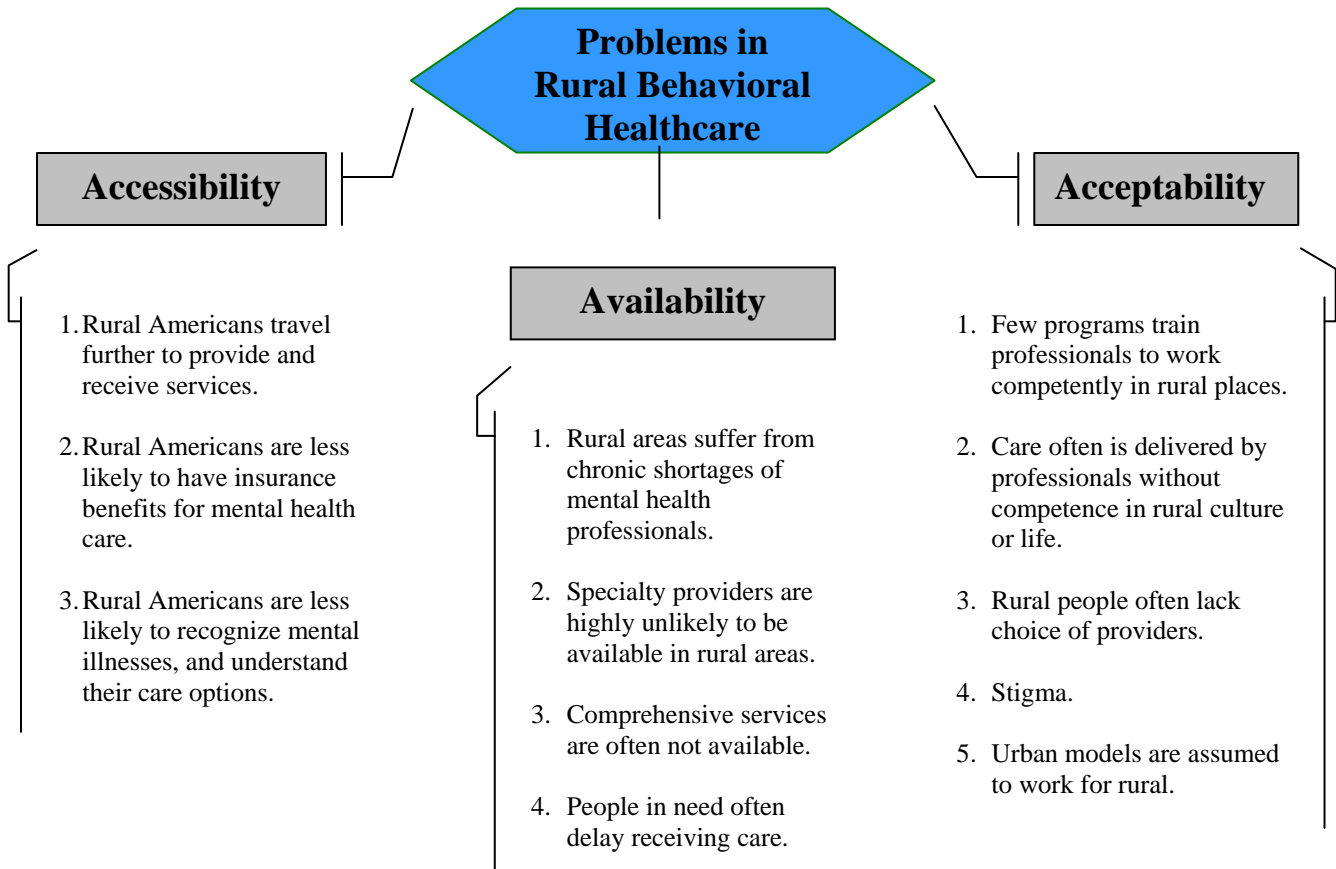 Problems in
Rural Behavioral
Healthcare
Accessibility
1. Rural Americans travel
further to provide and
receive services.
2. Rural Americans are less
likely to have insurance
benefits for mental health
care.
3. Rural Americans are less
likely to recognize mental
illnesses, and understand
their care options.
Availability
1. Rural areas suffer from
chronic shortages of
mental health
professionals.
2. Specialty providers are
highly unlikely to be
available in rural areas.
3. Comprehensive services
are often not available.
4. People in need often
delay receiving care.
Acceptability
1. Few programs train
professionals to work
competently in rural places.
2. Care often is delivered by
professionals without
competence in rural culture
or life.
3. Rural people often lack
choice of providers.
4. Stigma.
5. Urban models are assumed
to work for rural.